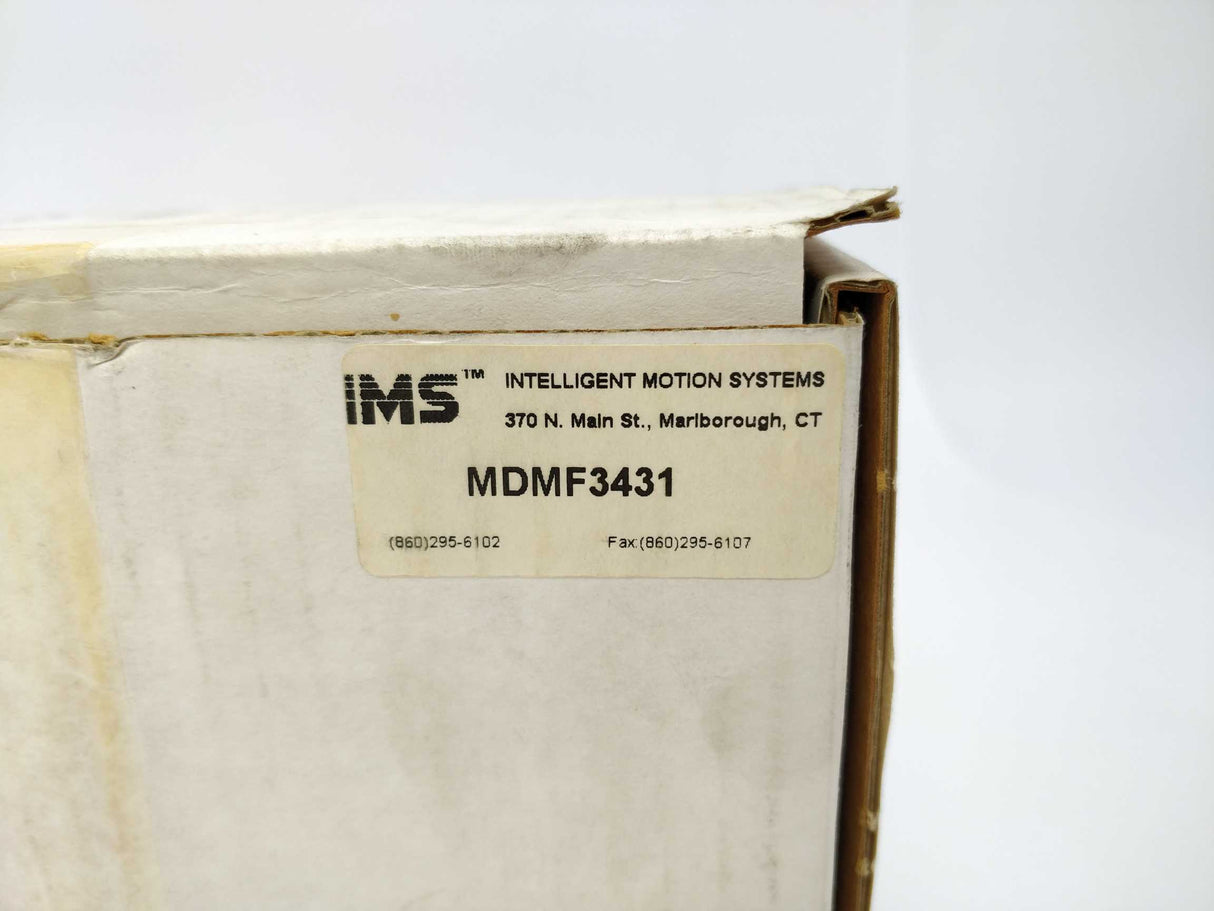 IMS™ INTELLIGENT MOTION SYSTEMS
370 N. Main St., Marlborough, CT
MDMF3431
(860)295-6102 Fax:(860)295-6107